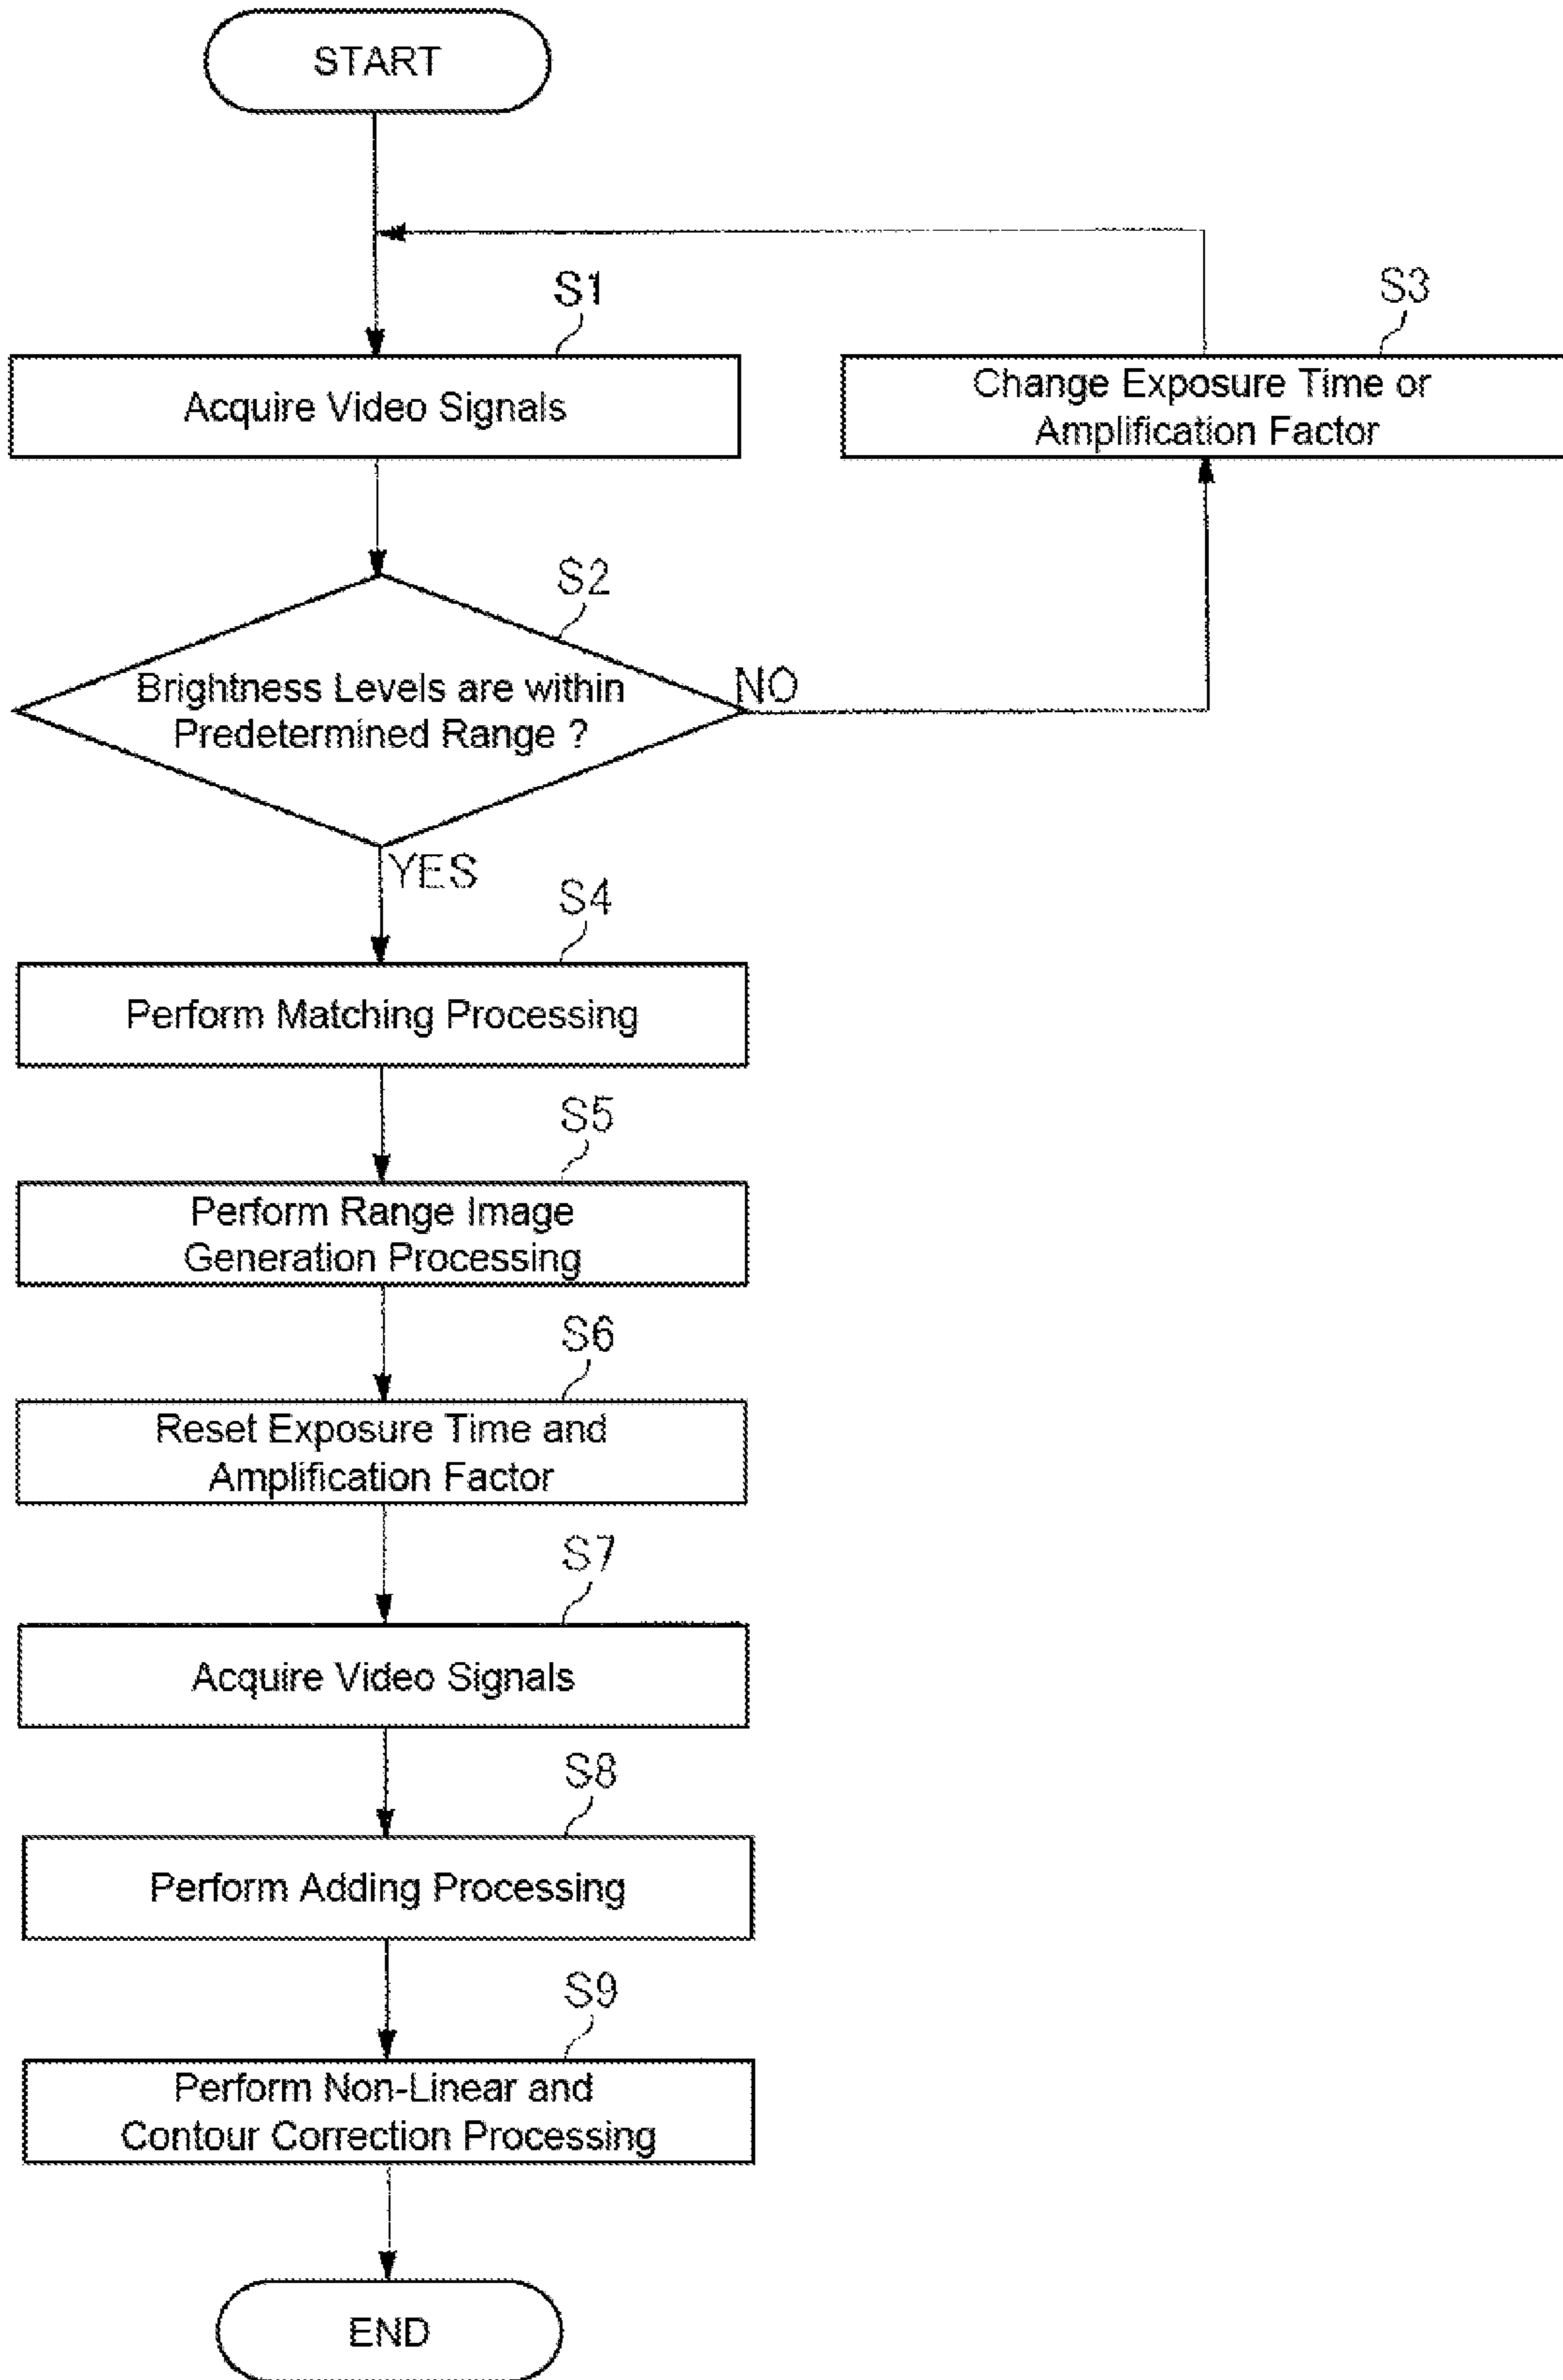 START
S1
Acquire Video Signals
S3
Change Exposure Time or
Amplification Factor
S2
Brightness Levels are within
Predetermined Range ?
NO
YES
S4
Perform Matching Processing
S5
Perform Range Image
Generation Processing
S6
Reset Exposure Time and
Amplification Factor
S7
Acquire Video Signals
S8
Perform Adding Processing
S9
Perform Non-Linear and
Contour Correction Processing
END